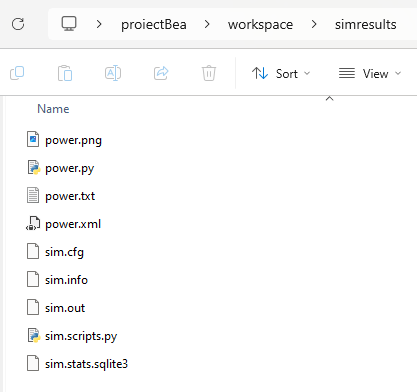 proiectBea > workspace > simresults
Sort View
Name
power.png
power.py
power.txt
power.xml
sim.cfg
sim.info
sim.out
sim.scripts.py
sim.stats.sqlite3